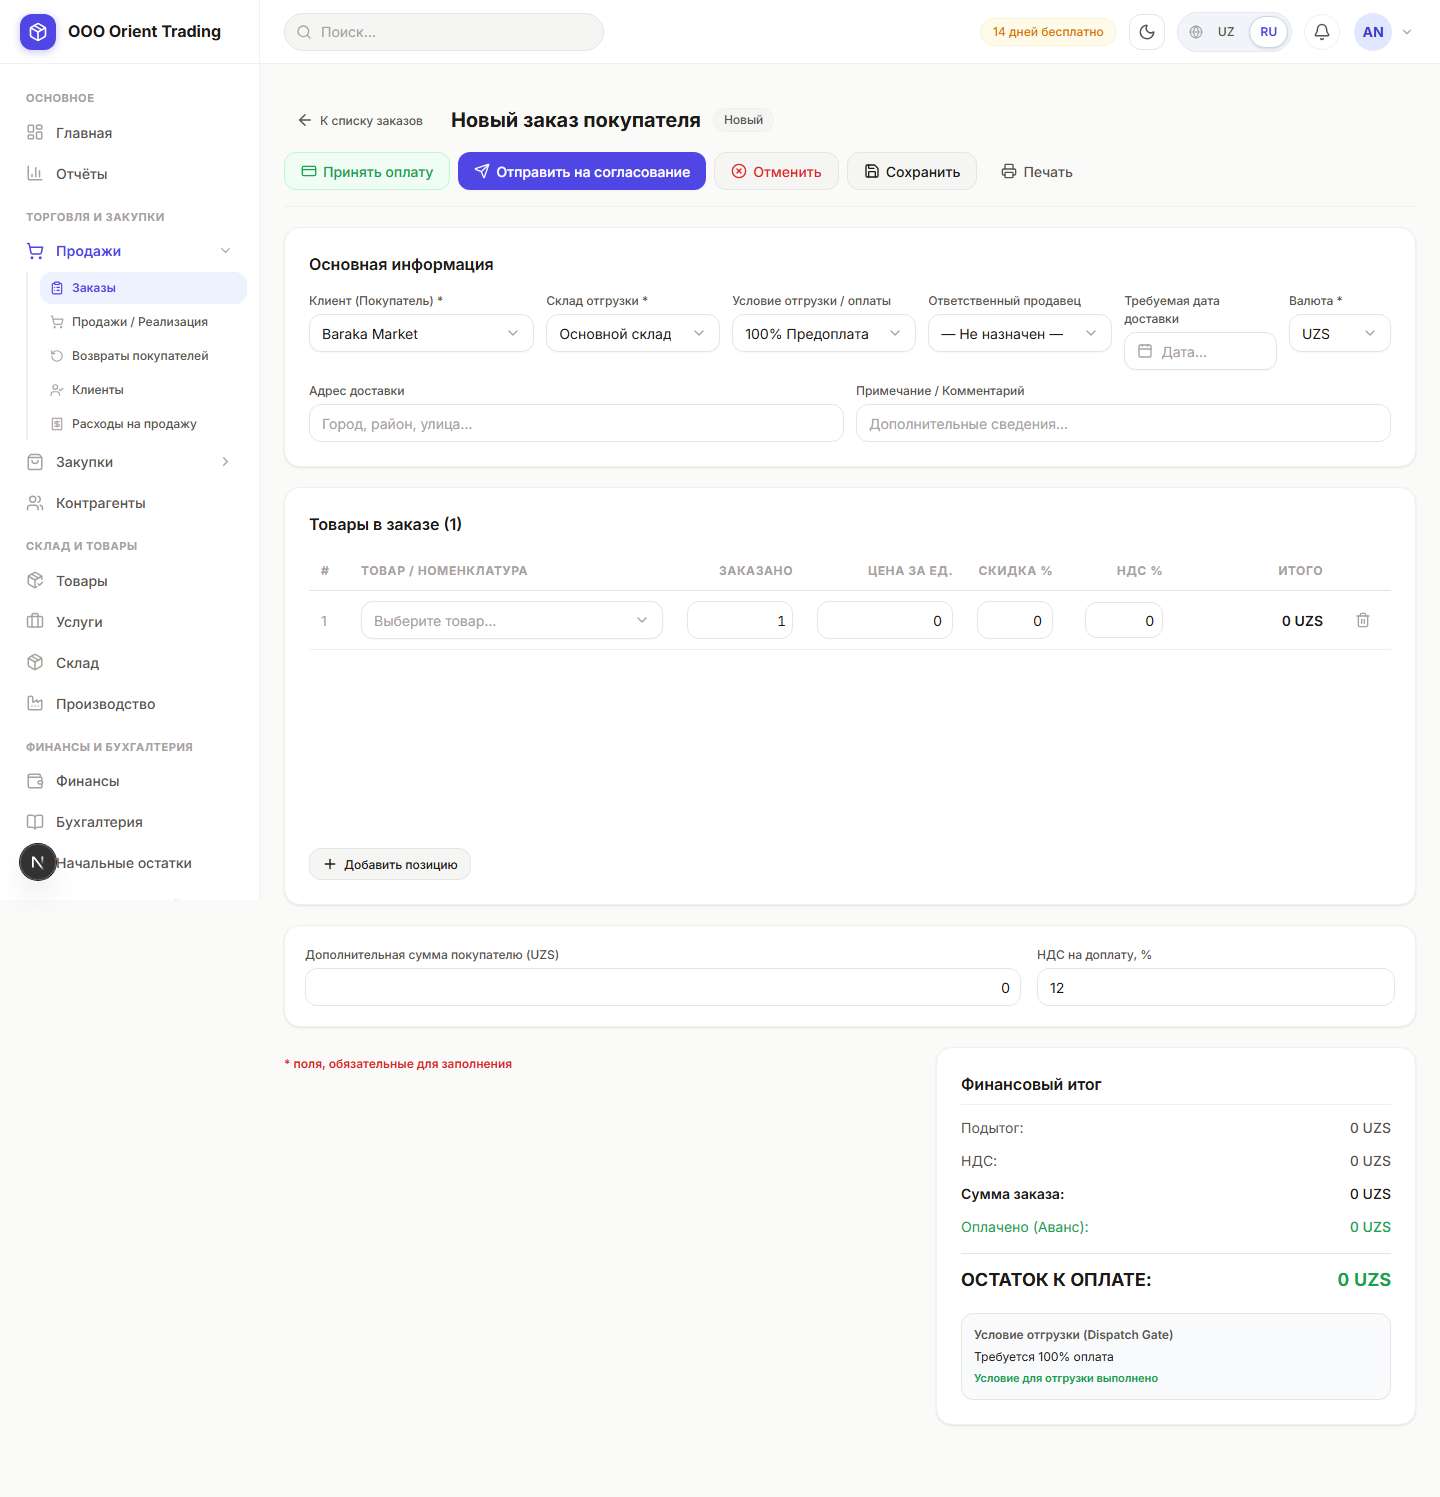 OOO Orient Trading
Поиск...
14 дней бесплатно
UZ
RU
AN
ОСНОВНОЕ
Главная
Отчёты
ТОРГОВЛЯ И ЗАКУПКИ
Продажи
Заказы
Продажи / Реализация
Возвраты покупателей
Клиенты
Расходы на продажу
Закупки
Контрагенты
СКЛАД И ТОВАРЫ
Товары
Услуги
Склад
Производство
ФИНАНСЫ И БУХГАЛТЕРИЯ
Финансы
Бухгалтерия
N
Начальные остатки
К списку заказов
Новый заказ покупателя
Новый
Принять оплату
Отправить на согласование
Отменить
Сохранить
Печать
Основная информация
Клиент (Покупатель) *
Baraka Market
Склад отгрузки *
Основной склад
Условие отгрузки / оплаты
100% Предоплата
Ответственный продавец
— Не назначен —
Требуемая дата
доставки
Дата...
Валюта *
UZS
Адрес доставки
Город, район, улица...
Примечание / Комментарий
Дополнительные сведения...
Товары в заказе (1)
# ТОВАР / НОМЕНКЛАТУРА ЗАКАЗАНО ЦЕНА ЗА ЕД. СКИДКА % НДС % ИТОГО
1 Выберите товар... 1 0 0 0 0 UZS
Добавить позицию
Дополнительная сумма покупателю (UZS)
0
НДС на доплату, %
12
* поля, обязательные для заполнения
Финансовый итог
Подытог: 0 UZS
НДС: 0 UZS
Сумма заказа: 0 UZS
Оплачено (Аванс): 0 UZS
ОСТАТОК К ОПЛАТЕ: 0 UZS
Условие отгрузки (Dispatch Gate)
Требуется 100% оплата
Условие для отгрузки выполнено